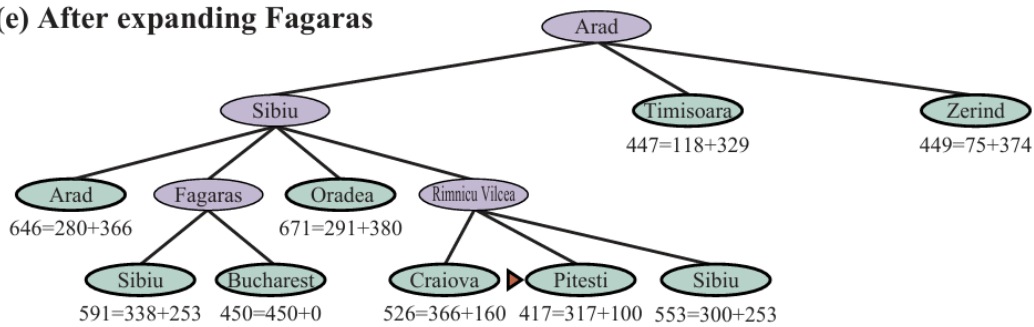 (e) After expanding Fagaras
Arad
Sibiu
Timisoara
Zerind
447=118+329
449=75+374
Arad
Fagaras
Oradea
Rimnicu Vilcea
646=280+366
671=291+380
Sibiu
Bucharest
Craiova
Pitesti
Sibiu
591=338+253
450=450+0
526=366+160
417=317+100
553=300+253